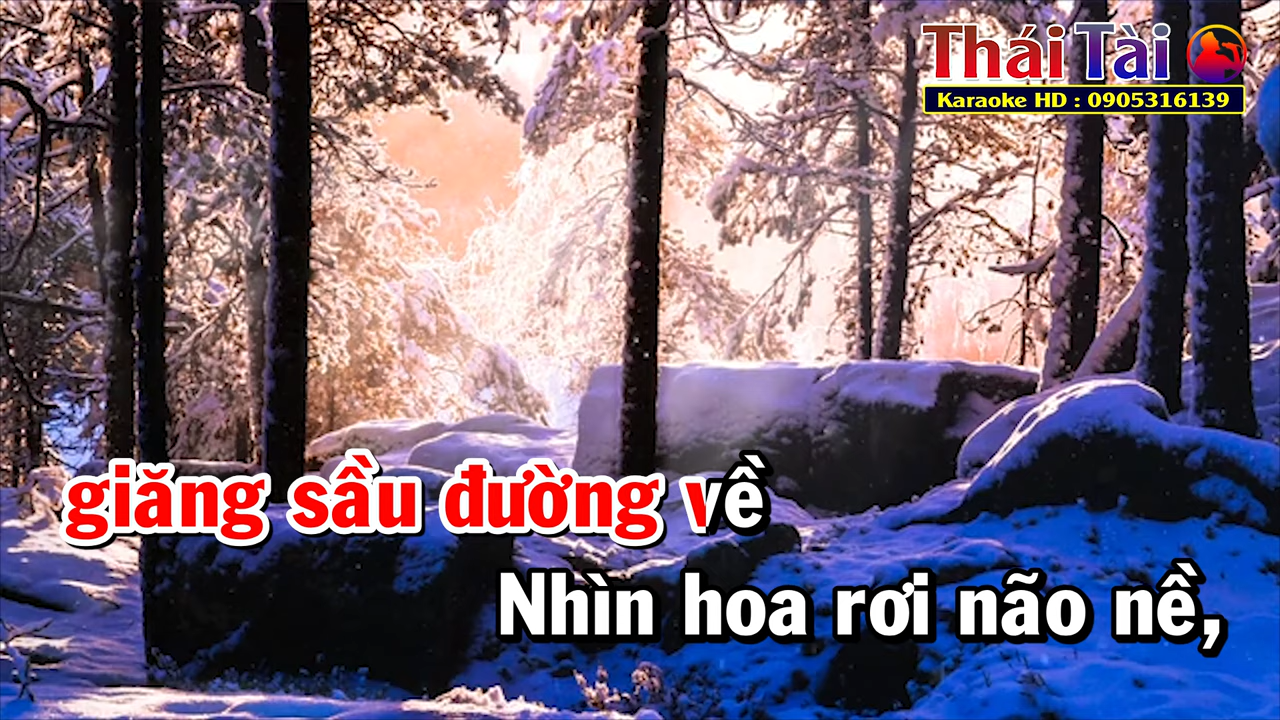 Thái Tài
Karaoke HD : 0905316139
giăng sầu đường về
Nhìn hoa rơi não nề,